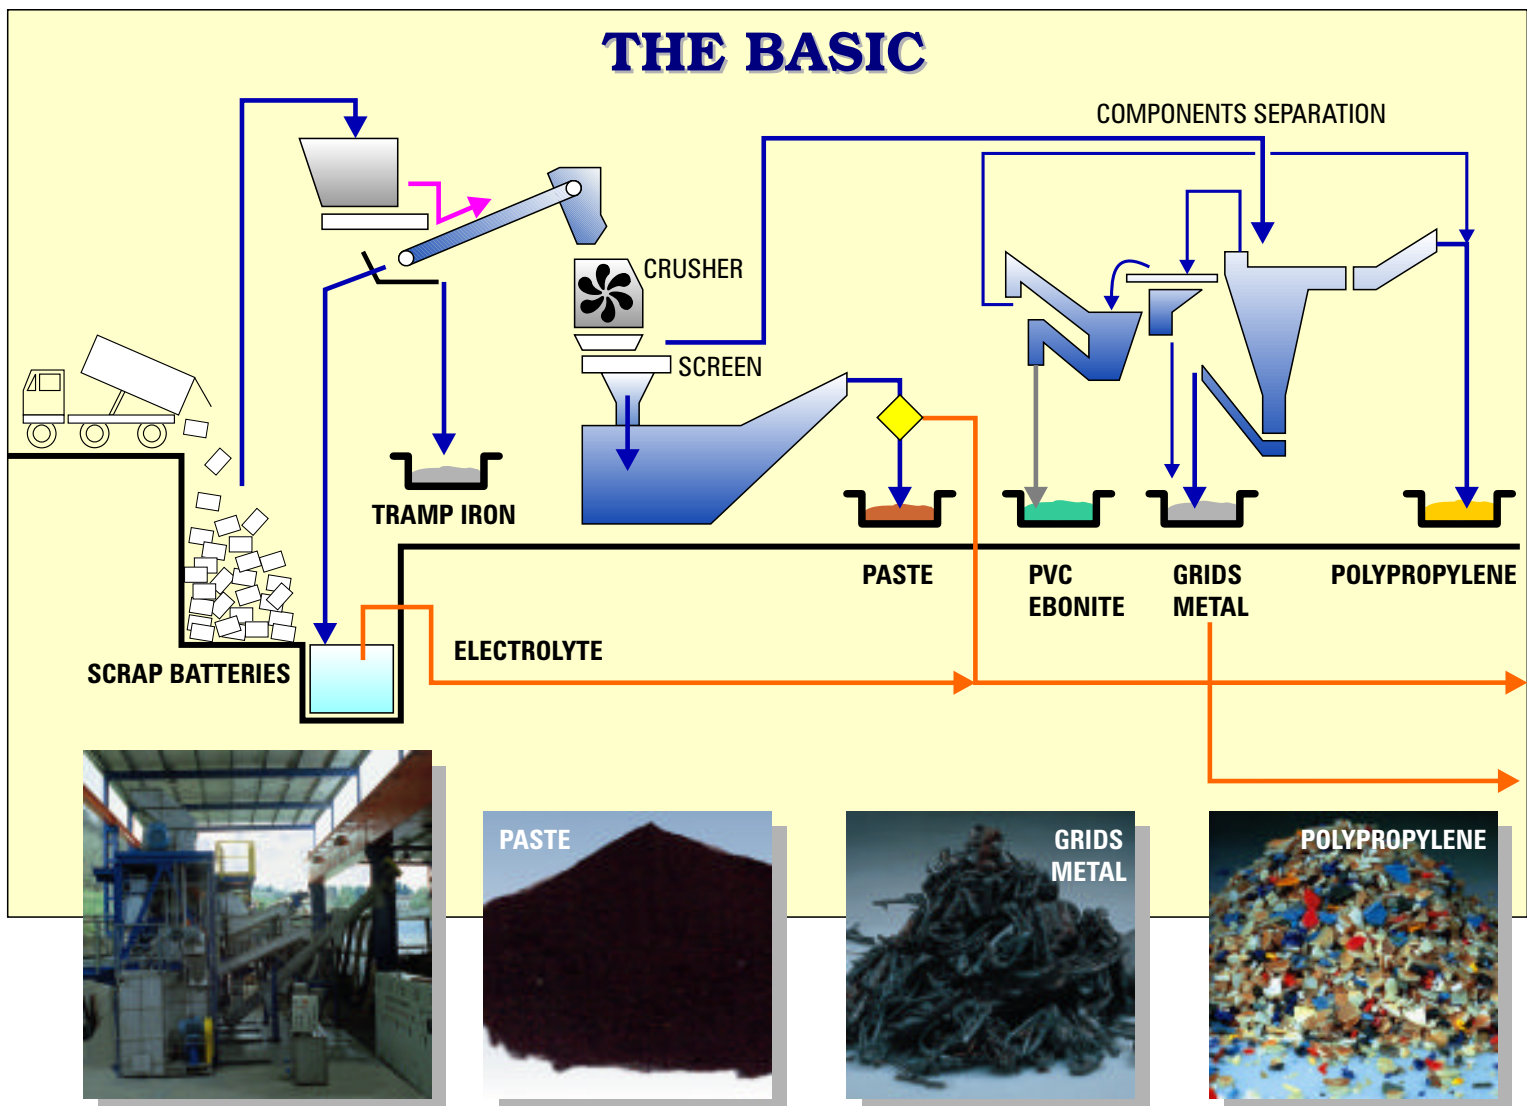 THE BASIC
COMPONENTS SEPARATION
CRUSHER
SCREEN
TRAMP IRON
PASTE
PVC
EBONITE
GRIDS
METAL
POLYPROPYLENE
SCRAP BATTERIES
ELECTROLYTE
PASTE
GRIDS
METAL
POLYPROPYLENE